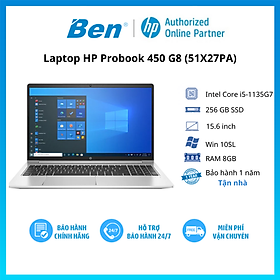 Ben
hp
Authorized
Online Partner
Laptop HP Probook 450 G8 (51X27PA)
Intel Core i5-1135G7
256 GB SSD
15.6 inch
Win 10SL
RAM 8GB
Bảo hành 1 năm
Tận nhà
BẢO HÀNH
CHÍNH HÃNG
24/7
HỖ TRỢ
BẢO HÀNH 24/7
MIỄN PHÍ
VẬN CHUYỂN